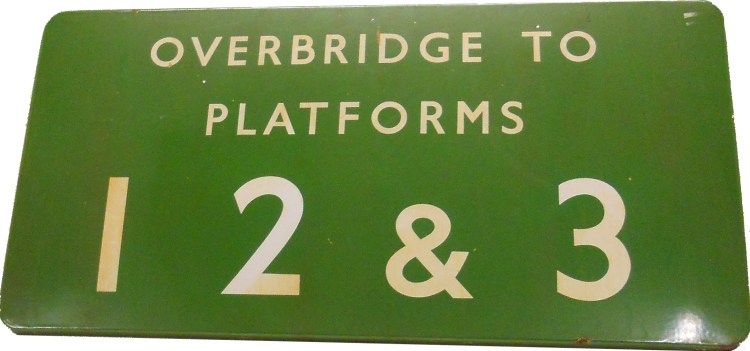 OVERBRIDGE TO
PLATFORMS
1 2 & 3